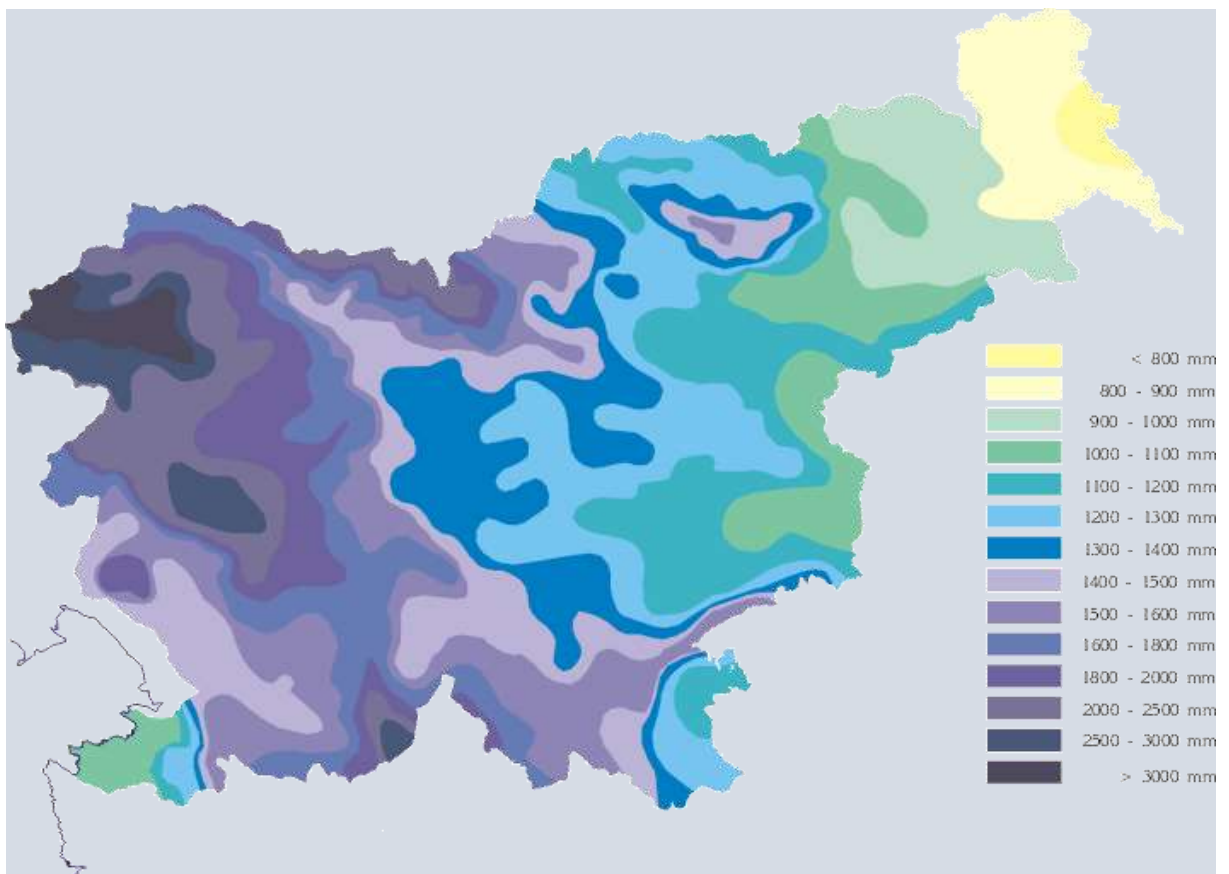 < 800 mm
800 - 900 mm
900 - 1000 mm
1000 - 1100 mm
1100 - 1200 mm
1200 - 1300 mm
1300 - 1400 mm
1400 - 1500 mm
1500 - 1600 mm
1600 - 1800 mm
1800 - 2000 mm
2000 - 2500 mm
2500 - 3000 mm
> 3000 mm